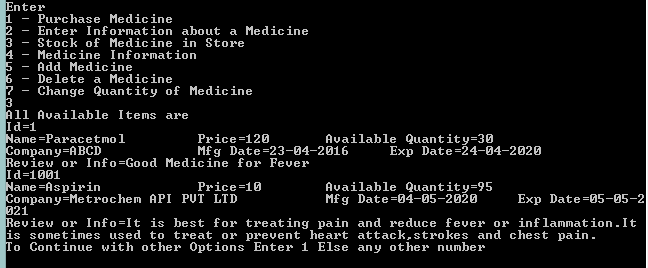 Enter
1 - Purchase Medicine
2 - Enter Information about a Medicine
3 - Stock of Medicine in Store
4 - Medicine Information
5 - Add Medicine
6 - Delete a Medicine
7 - Change Quantity of Medicine
3
All Available Items are
Id=1
Name=Paracetmol Price=120 Available Quantity=30
Company=ABCD Mfg Date=23-04-2016 Exp Date=24-04-2020
Review or Info=Good Medicine for Fever
Id=1001
Name=Aspirin Price=10 Available Quantity=95
Company=Metrochem API PVT LTD Mfg Date=04-05-2020 Exp Date=05-05-2
021
Review or Info=It is best for treating pain and reduce fever or inflammation.It
is sometimes used to treat or prevent heart attack,strokes and chest pain.
To Continue with other Options Enter 1 Else any other number